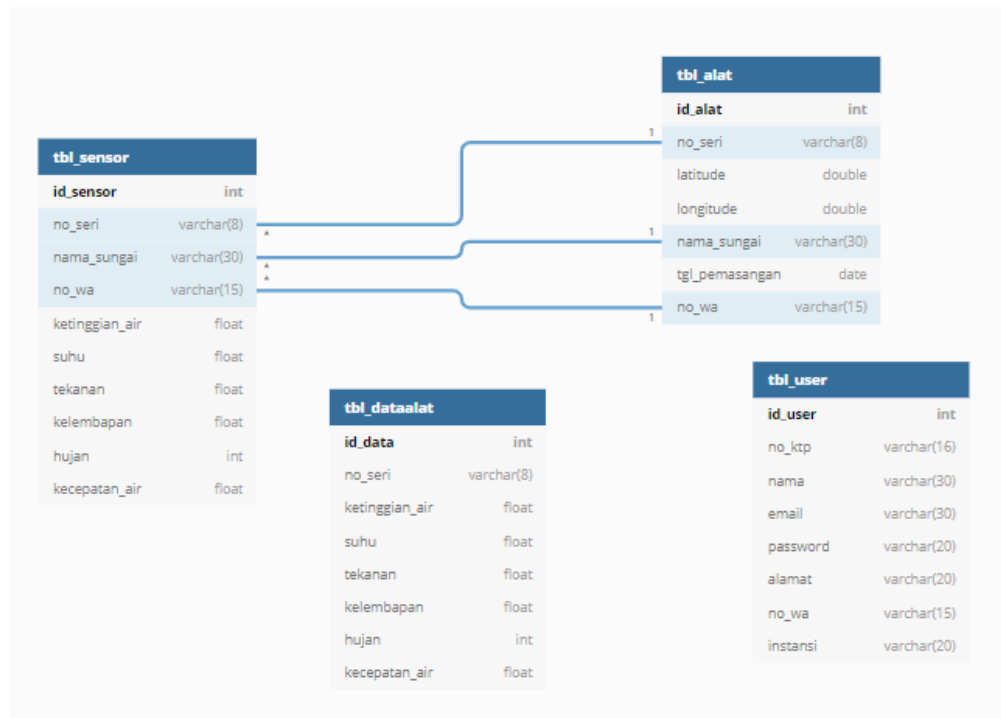 tbl_alat
id_alat int
1
no_seri varchar(8)
latitude double
longitude double
1
nama_sungai varchar(30)
tgl_pemasangan date
no_wa varchar(15)
1
tbl_sensor
id_sensor int
no_seri varchar(8)
*
nama_sungai varchar(30)
*
*
no_wa varchar(15)
ketinggian_air float
suhu float
tekanan float
kelembapan float
hujan int
kecepatan_air float
tbl_dataalat
id_data int
no_seri varchar(8)
ketinggian_air float
suhu float
tekanan float
kelembapan float
hujan int
kecepatan_air float
tbl_user
id_user int
no_ktp varchar(16)
nama varchar(30)
email varchar(30)
password varchar(20)
alamat varchar(20)
no_wa varchar(15)
instansi varchar(20)